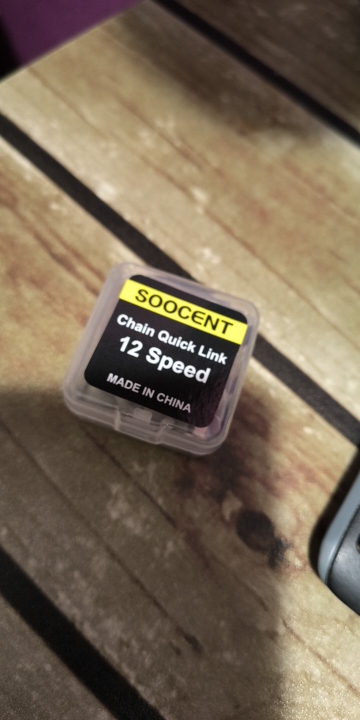 SOOCENT
Chain Quick Link
12 Speed
MADE IN CHINA